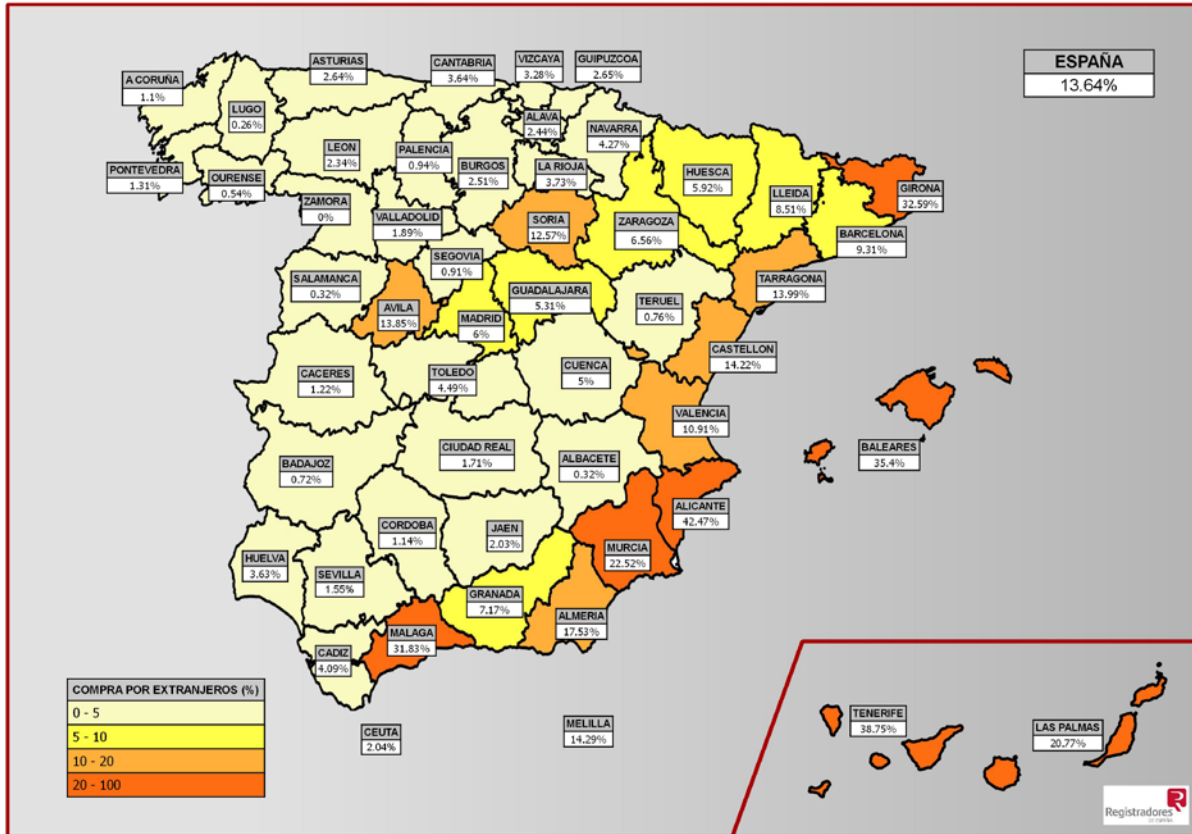 ESPAÑA
13.64%
A CORUÑA
1.1%
LUGO
0.26%
ASTURIAS
2.64%
CANTABRIA
3.64%
VIZCAYA
3.28%
GUIPUZCOA
2.65%
ALAVA
2.44%
NAVARRA
4.27%
PONTEVEDRA
1.31%
OURENSE
0.54%
LEON
2.34%
PALENCIA
0.94%
BURGOS
2.51%
LA RIOJA
3.73%
HUESCA
5.92%
LLEIDA
8.51%
GIRONA
32.59%
ZAMORA
0%
VALLADOLID
1.89%
SORIA
12.57%
ZARAGOZA
6.56%
BARCELONA
9.31%
SEGOVIA
0.91%
SALAMANCA
0.32%
AVILA
13.85%
MADRID
6%
GUADALAJARA
5.31%
TERUEL
0.76%
TARRAGONA
13.99%
CASTELLON
14.22%
CACERES
1.22%
TOLEDO
4.49%
CUENCA
5%
VALENCIA
10.91%
BALEARES
35.4%
BADAJOZ
0.72%
CIUDAD REAL
1.71%
ALBACETE
0.32%
ALICANTE
42.47%
CORDOBA
1.14%
JAEN
2.03%
MURCIA
22.52%
HUELVA
3.63%
SEVILLA
1.55%
GRANADA
7.17%
ALMERIA
17.53%
MALAGA
31.83%
CADIZ
4.09%
CEUTA
2.04%
MELILLA
14.29%
TENERIFE
38.75%
LAS PALMAS
20.77%
COMPRA POR EXTRANJEROS (%)
0 - 5
5 - 10
10 - 20
20 - 100
Registradores
DE ESPAÑA